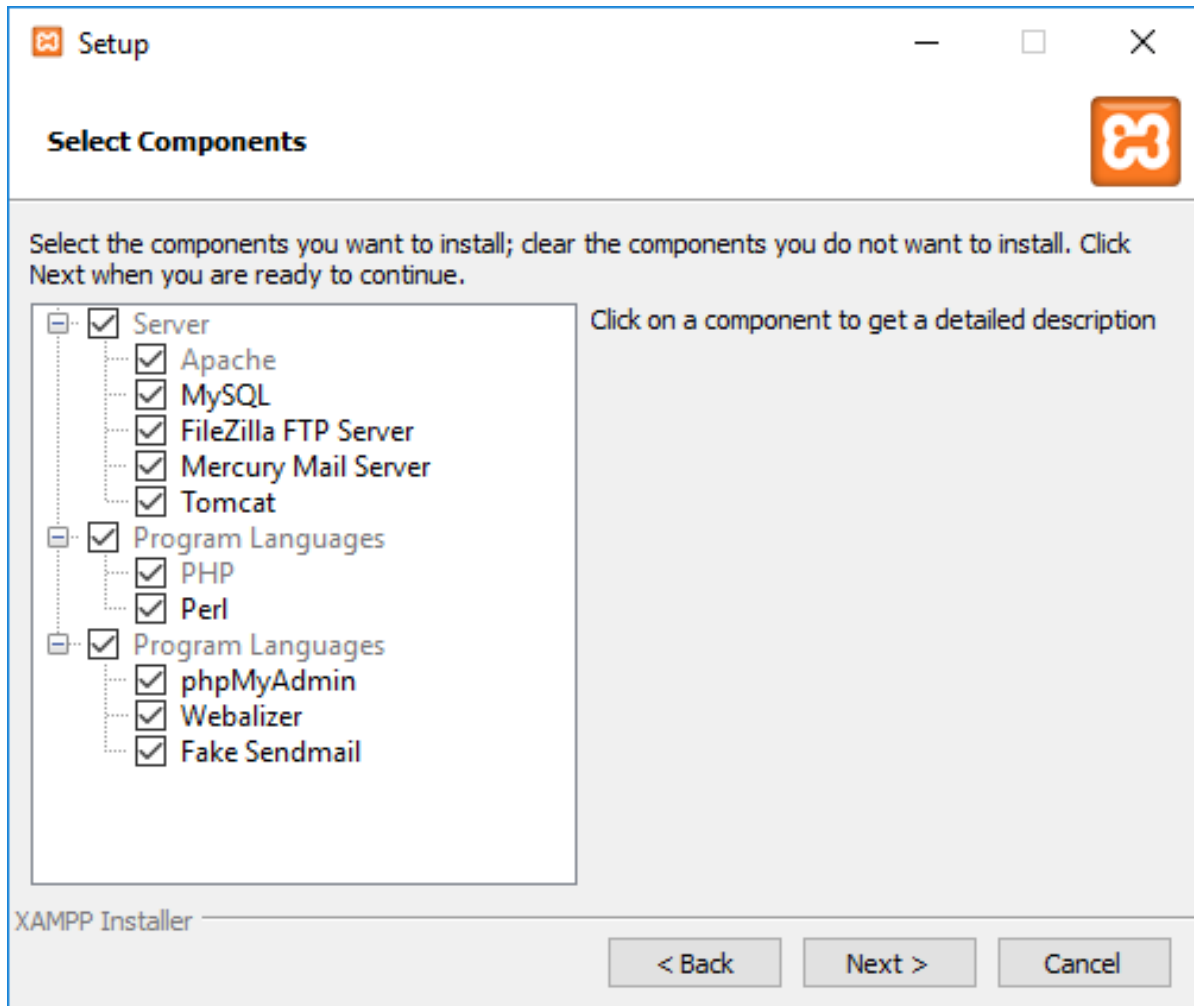 Setup
Select Components
Select the components you want to install; clear the components you do not want to install. Click
Next when you are ready to continue.
Server
Apache
MySQL
FileZilla FTP Server
Mercury Mail Server
Tomcat
Program Languages
PHP
Perl
Program Languages
phpMyAdmin
Webalizer
Fake Sendmail
Click on a component to get a detailed description
XAMPP Installer
< Back
Next >
Cancel